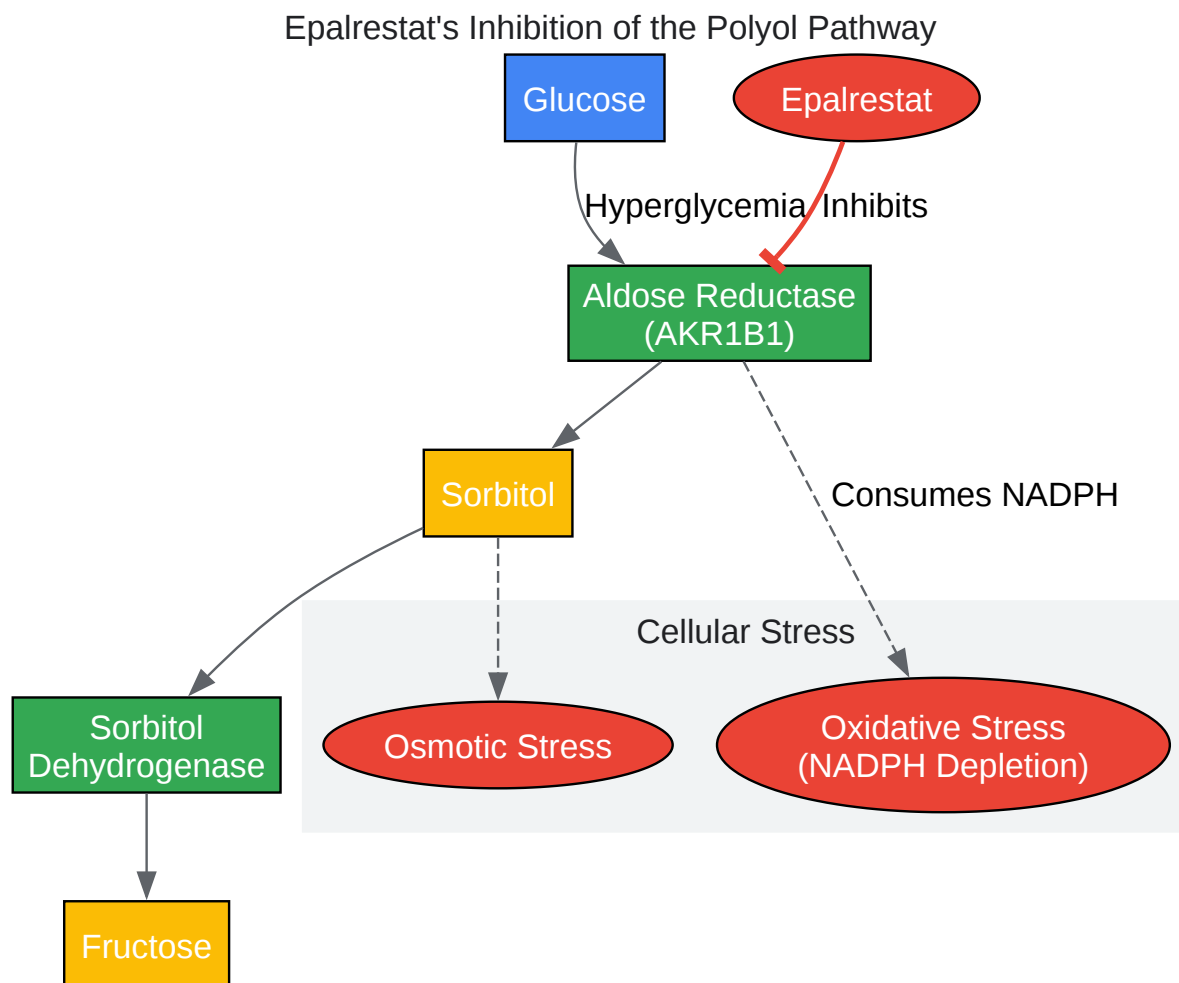 Epalrestat's Inhibition of the Polyol Pathway
Glucose
Epalrestat
Hyperglycemia
Inhibits
Aldose Reductase
(AKR1B1)
Sorbitol
Consumes NADPH
Cellular Stress
Sorbitol
Dehydrogenase
Osmotic Stress
Oxidative Stress
(NADPH Depletion)
Fructose